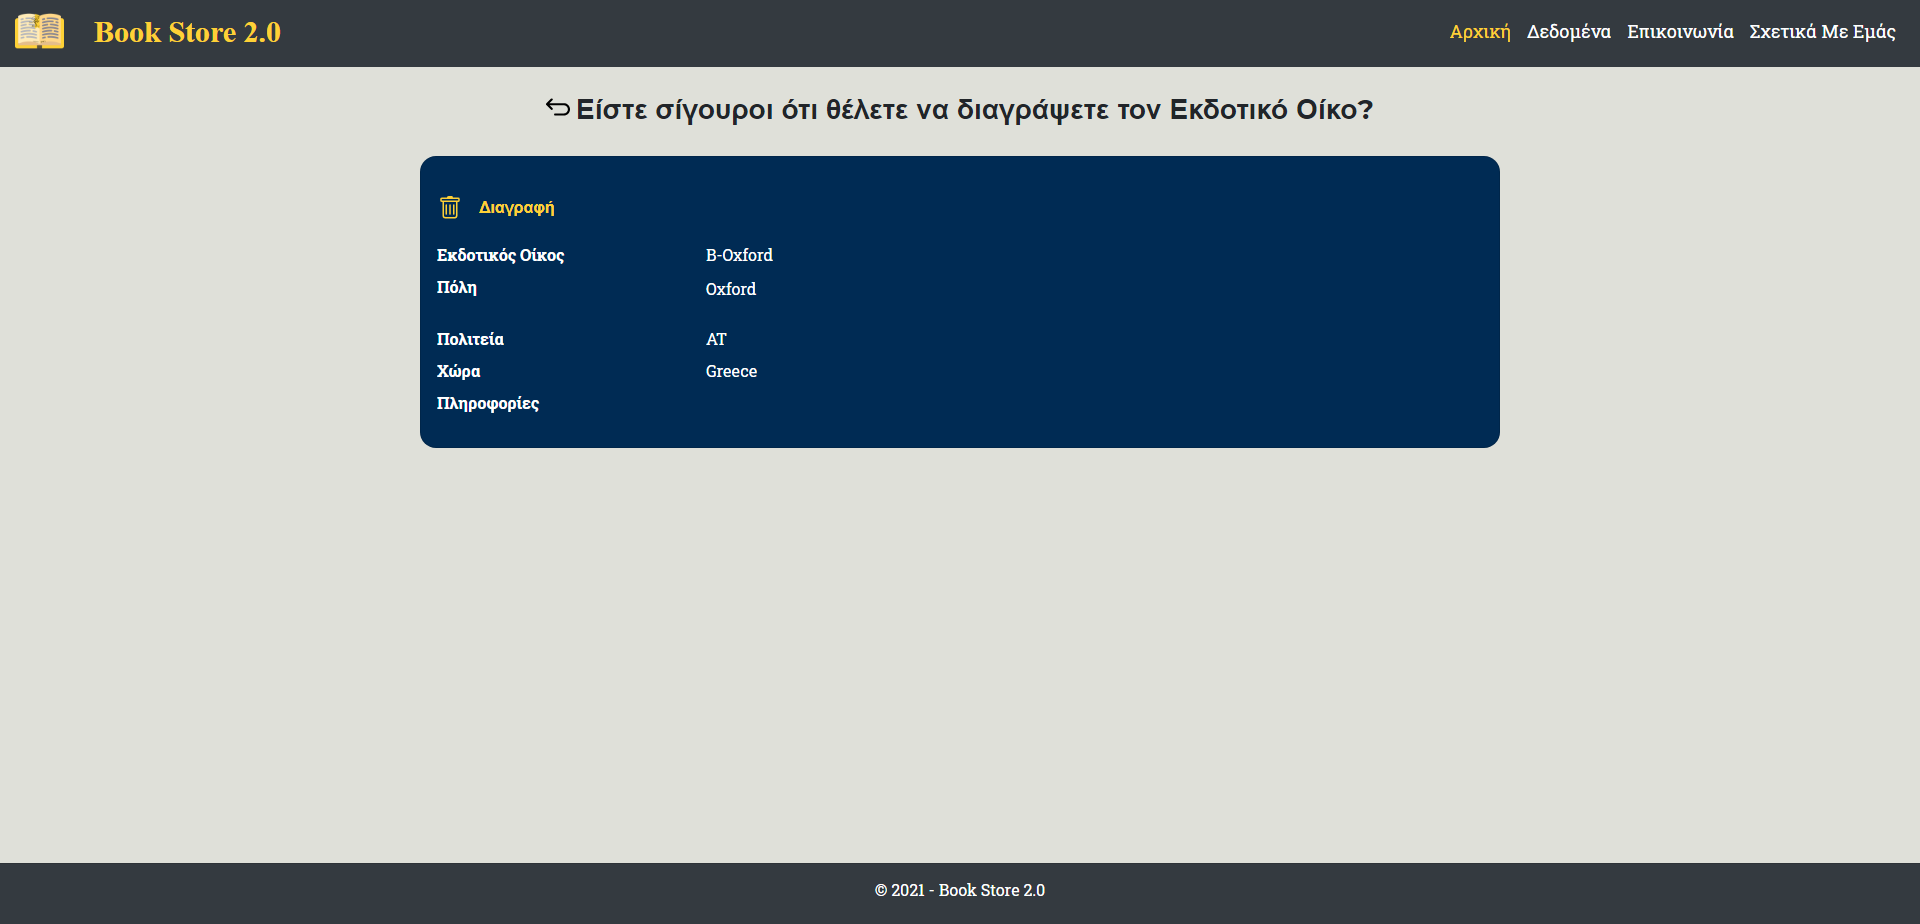 Book Store 2.0
Αρχική Δεδομένα Επικοινωνία Σχετικά Με Εμάς
Είστε σίγουροι ότι θέλετε να διαγράψετε τον Εκδοτικό Οίκο?
Διαγραφή
Εκδοτικός Οίκος B-Oxford
Πόλη Oxford
Πολιτεία AT
Χώρα Greece
Πληροφορίες
© 2021 - Book Store 2.0